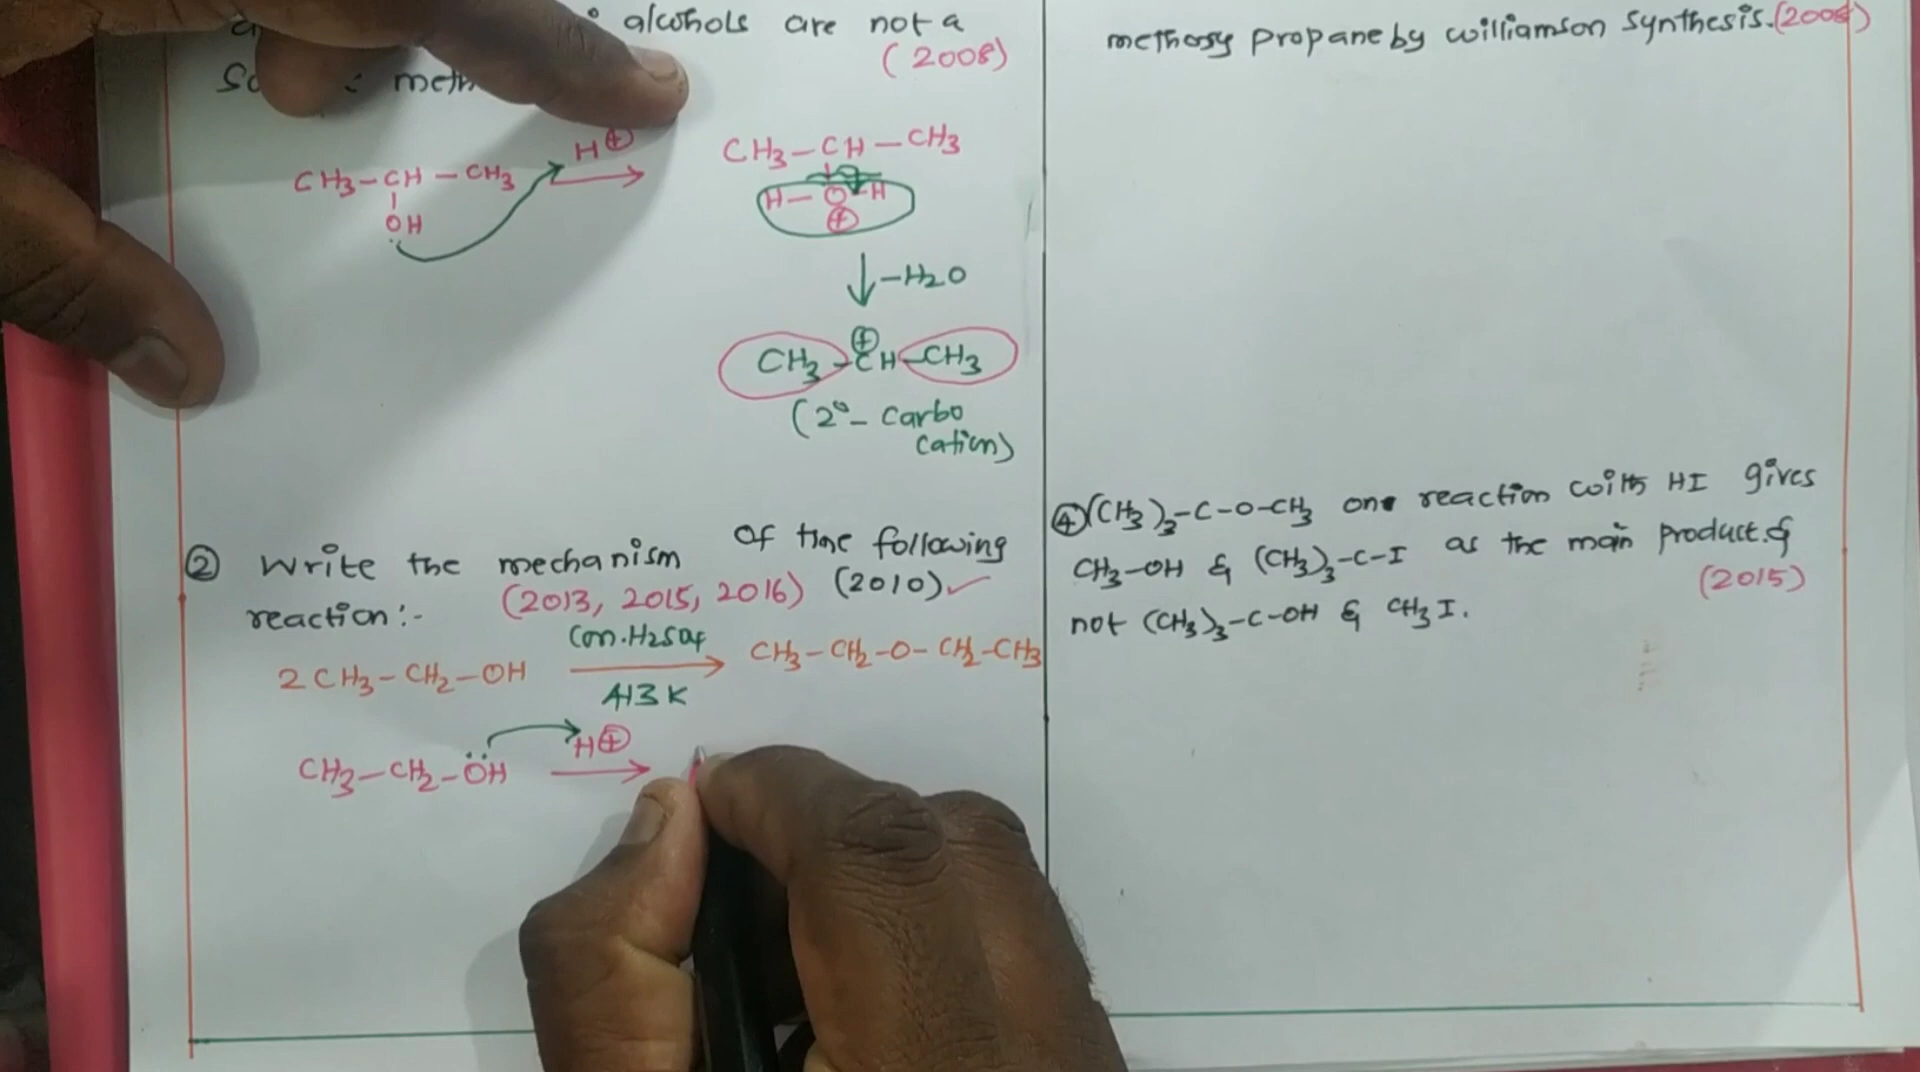 alcohols are not a
(2008)
CH3-CH-CH3
OH
H⊕
CH3-CH-CH3
H-O-H
⊕
-H2O
⊕
CH3-CH-CH3
(2°- Carbo
cation)
② Write the mechanism of the following
reaction:- (2013, 2015, 2016) (2010)✓
2 CH3-CH2-OH Con.H2SO4 CH3-CH2-O-CH2-CH3
413 K
CH3-CH2-ÖH H⊕
methoxy propane by williamson synthesis.
④(CH3)3-C-O-CH3 on reaction with HI gives
CH3-OH & (CH3)3-C-I as the main product &
(2015)
not (CH3)3-C-OH & CH3I.